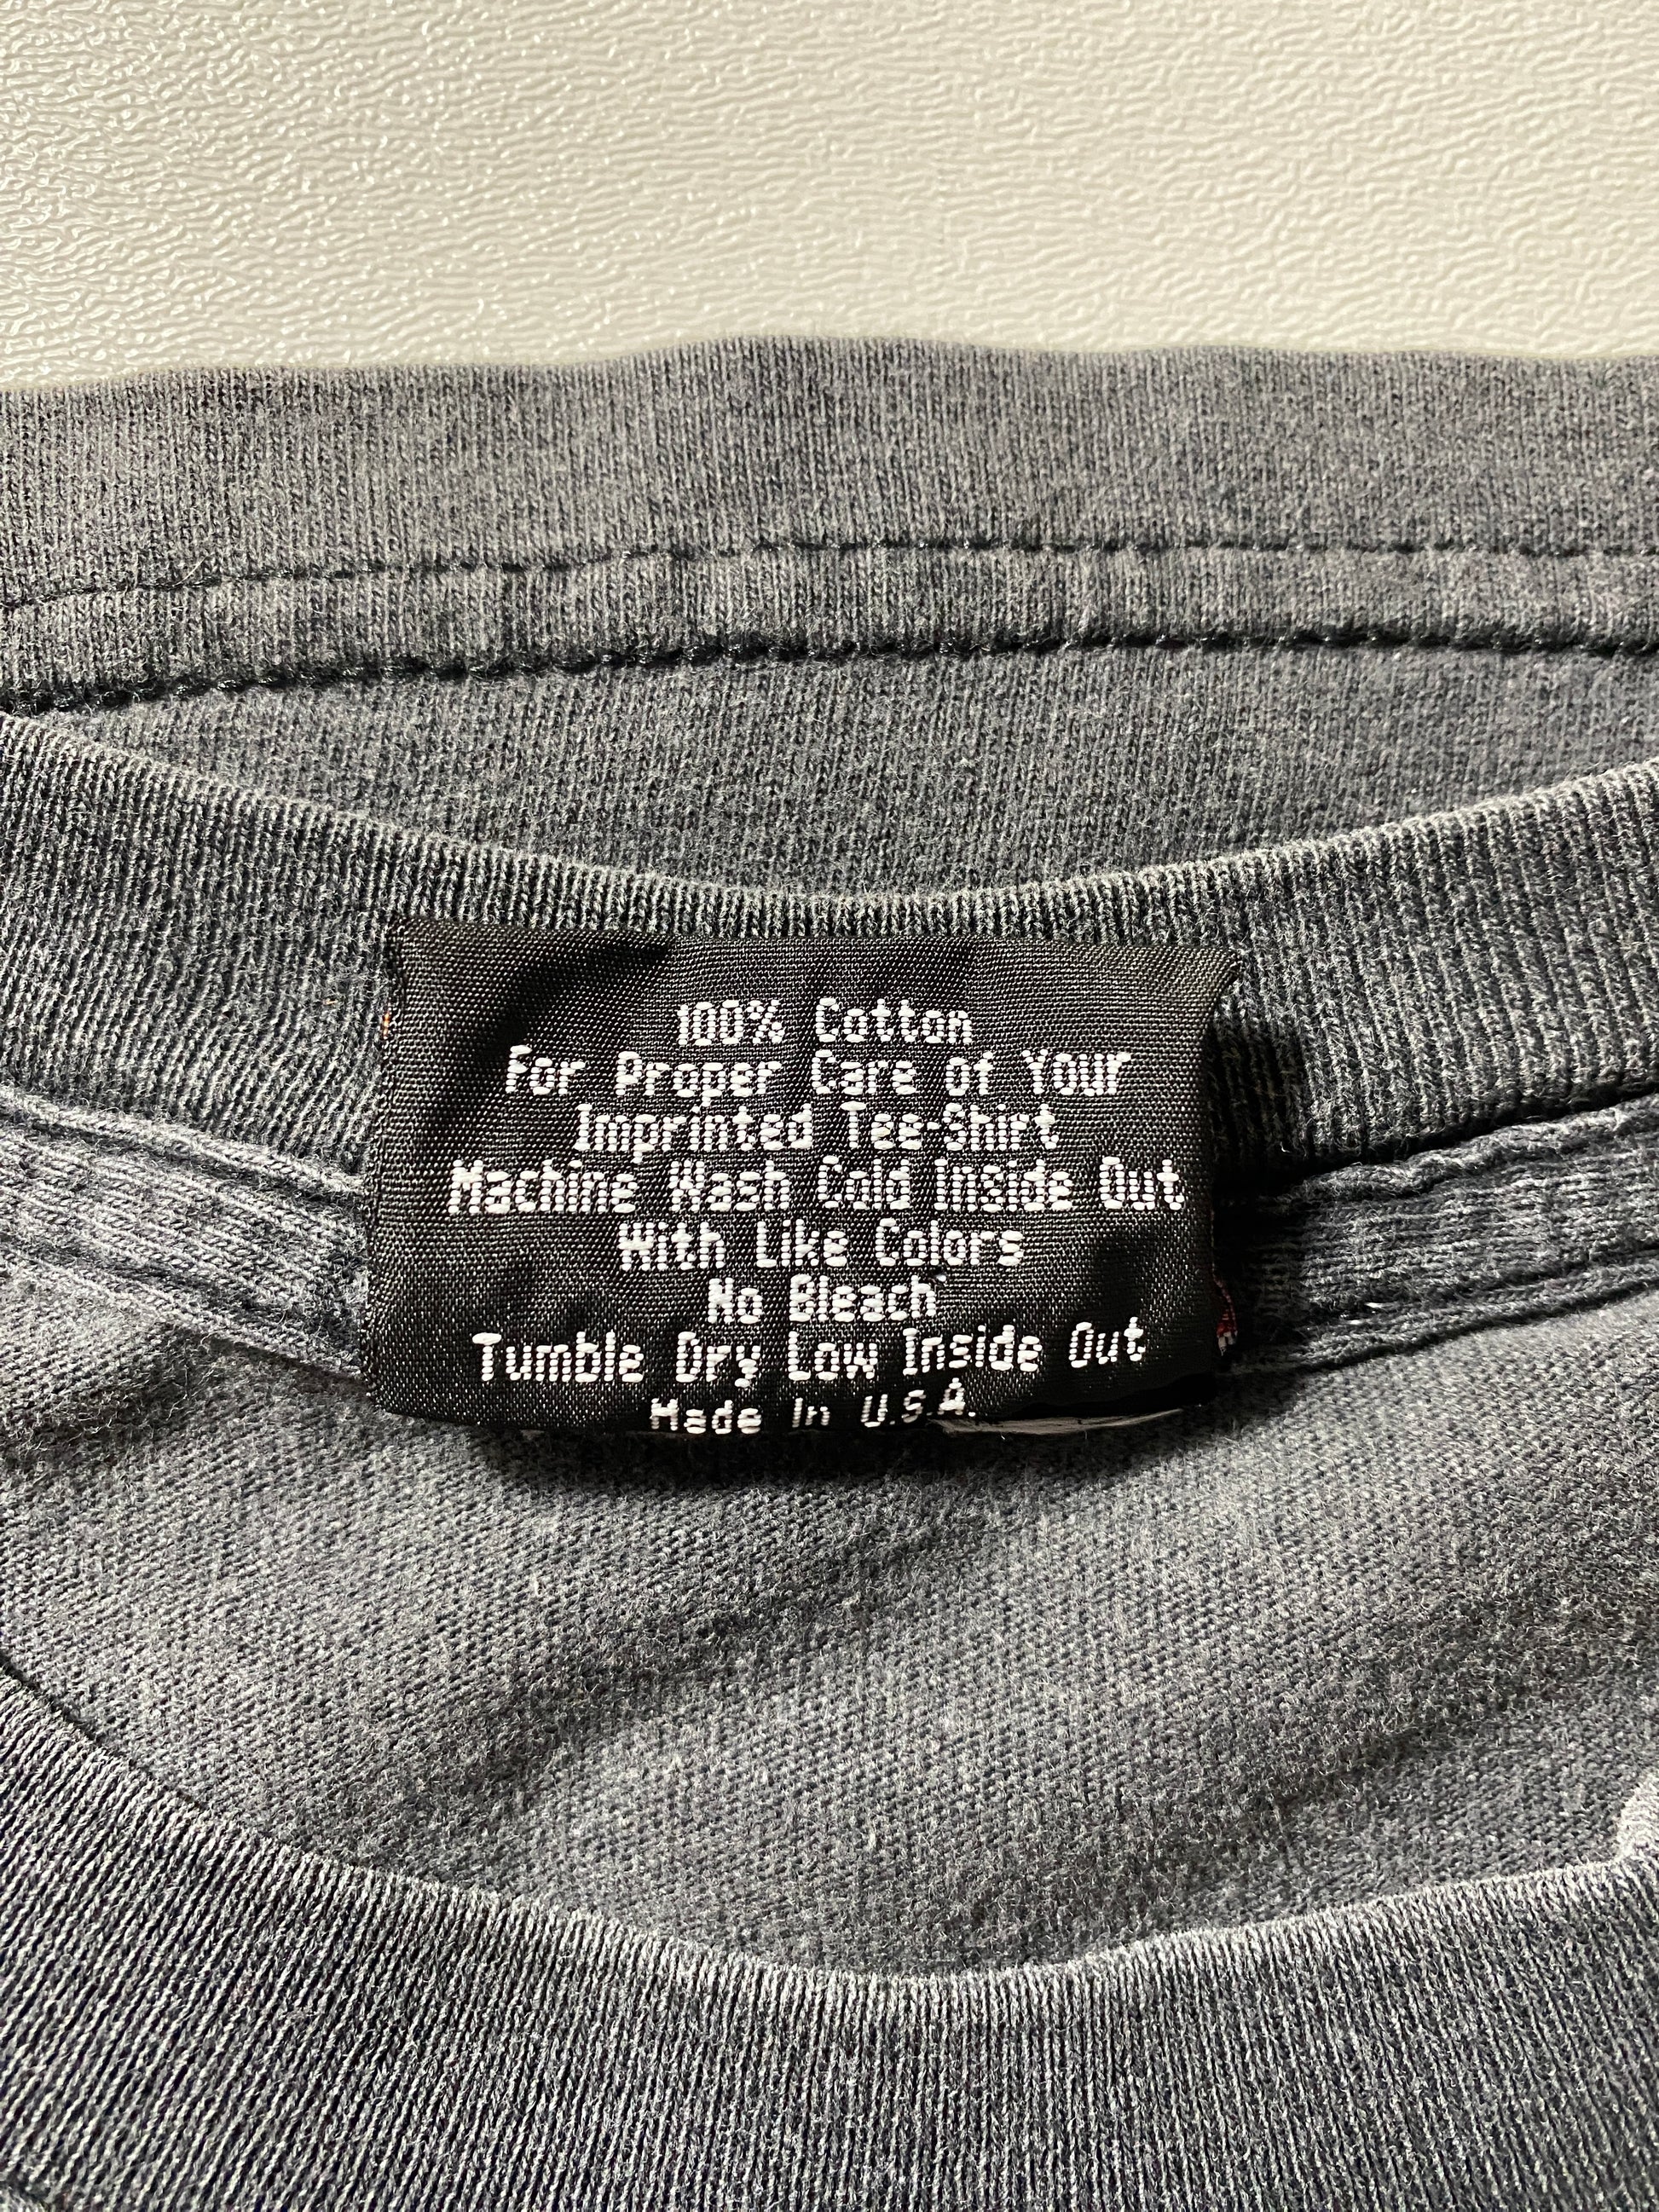 100% Cotton
For Proper Care of Your
Imprinted Tee-Shirt
Machine Wash Cold Inside Out
With Like Colors
No Bleach
Tumble Dry Low Inside Out
Made In U.S.A.